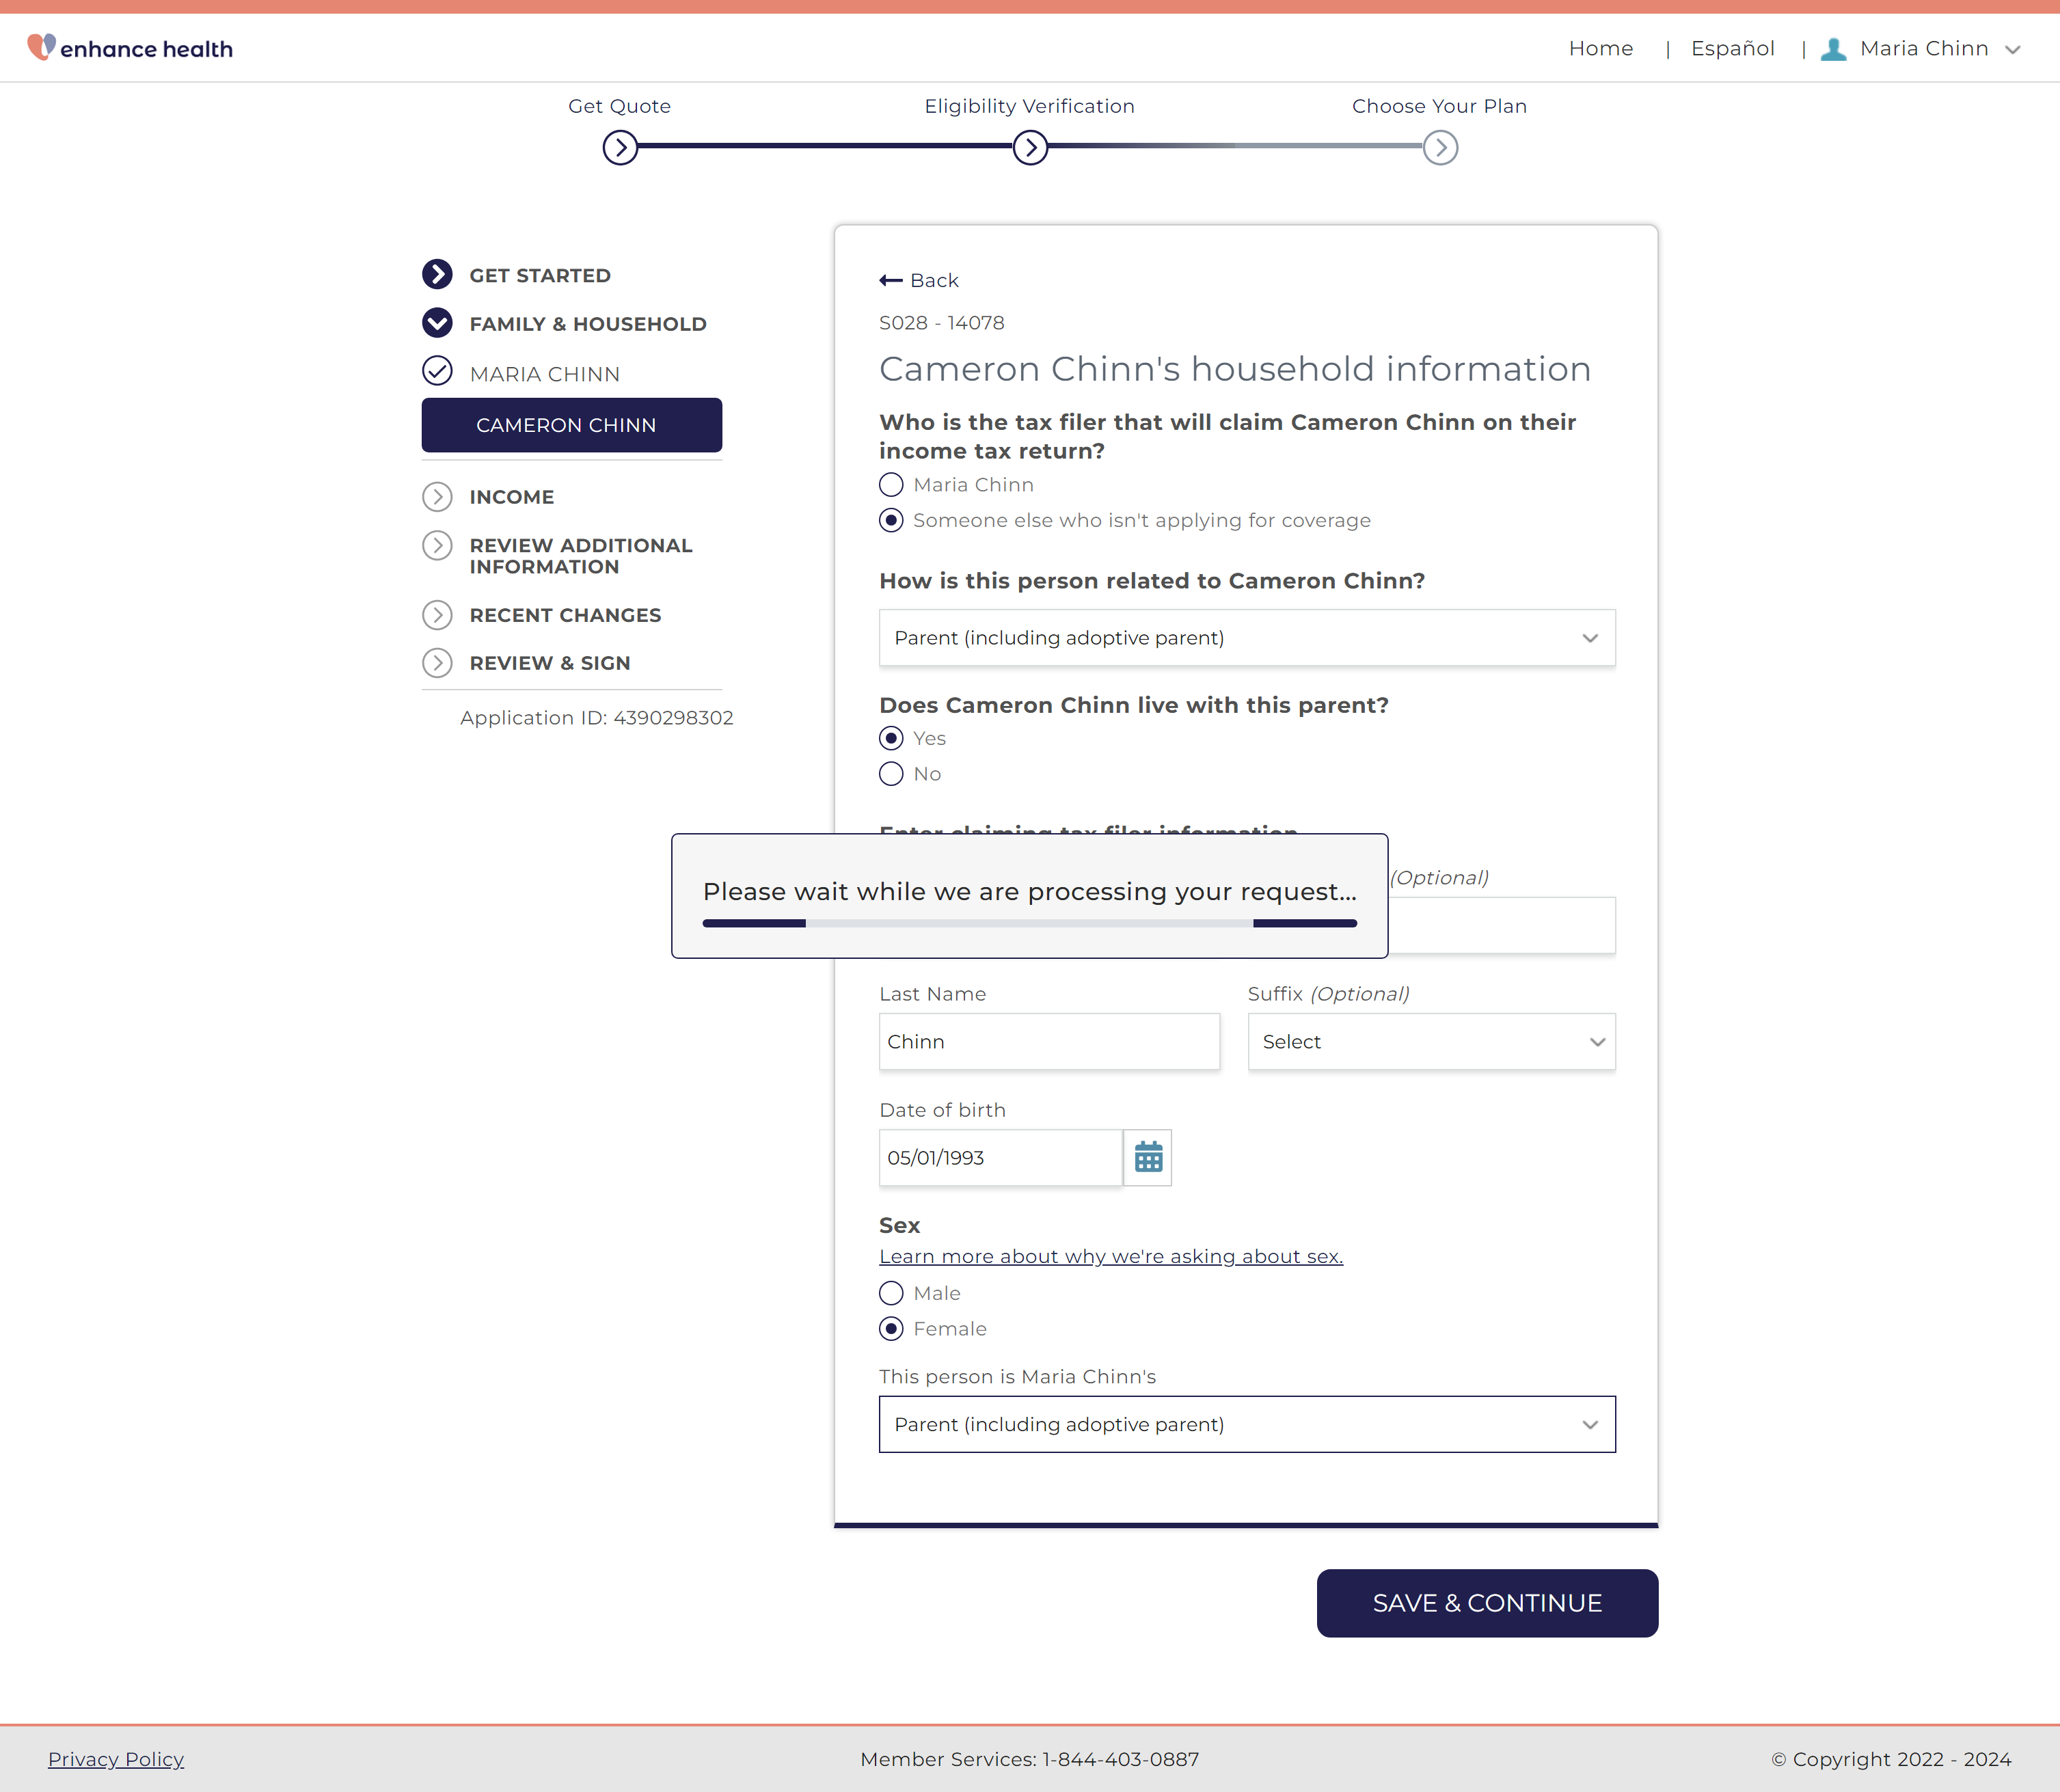 enhance health
Home | Español | Maria Chinn
Get Quote
Eligibility Verification
Choose Your Plan
GET STARTED
FAMILY & HOUSEHOLD
MARIA CHINN
CAMERON CHINN
INCOME
REVIEW ADDITIONAL
INFORMATION
RECENT CHANGES
REVIEW & SIGN
Application ID: 4390298302
Back
S028 - 14078
Cameron Chinn's household information
Who is the tax filer that will claim Cameron Chinn on their
income tax return?
Maria Chinn
Someone else who isn't applying for coverage
How is this person related to Cameron Chinn?
Parent (including adoptive parent)
Does Cameron Chinn live with this parent?
Yes
No
Enter claiming tax filer information
(Optional)
Please wait while we are processing your request...
Last Name
Suffix (Optional)
Chinn
Select
Date of birth
05/01/1993
Sex
Learn more about why we're asking about sex.
Male
Female
This person is Maria Chinn's
Parent (including adoptive parent)
SAVE & CONTINUE
Privacy Policy
Member Services: 1-844-403-0887
© Copyright 2022 - 2024